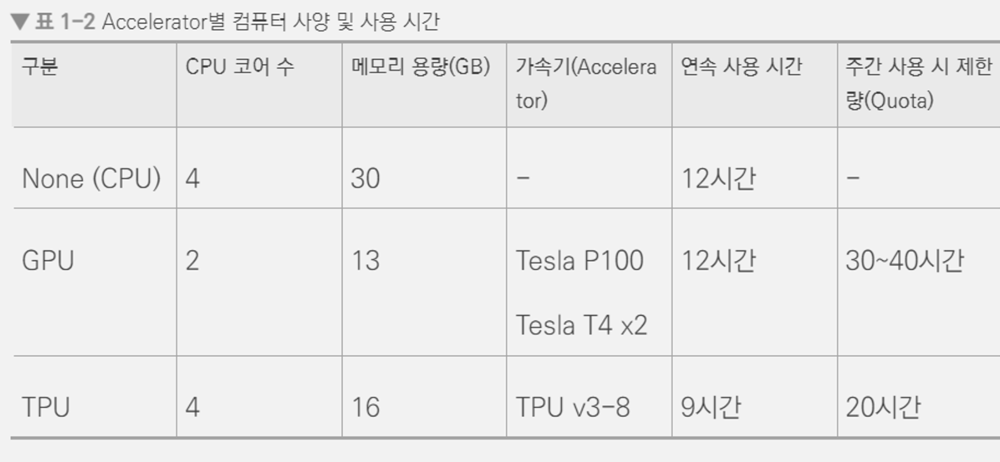 ▼ 표 1-2 Accelerator별 컴퓨터 사양 및 사용 시간
구분 CPU 코어 수 메모리 용량(GB) 가속기(Accelera 연속 사용 시간 주간 사용 시 제한
tor) 량(Quota)
None (CPU) 4 30 - 12시간 -
GPU 2 13 Tesla P100 12시간 30~40시간
Tesla T4 x2
TPU 4 16 TPU v3-8 9시간 20시간